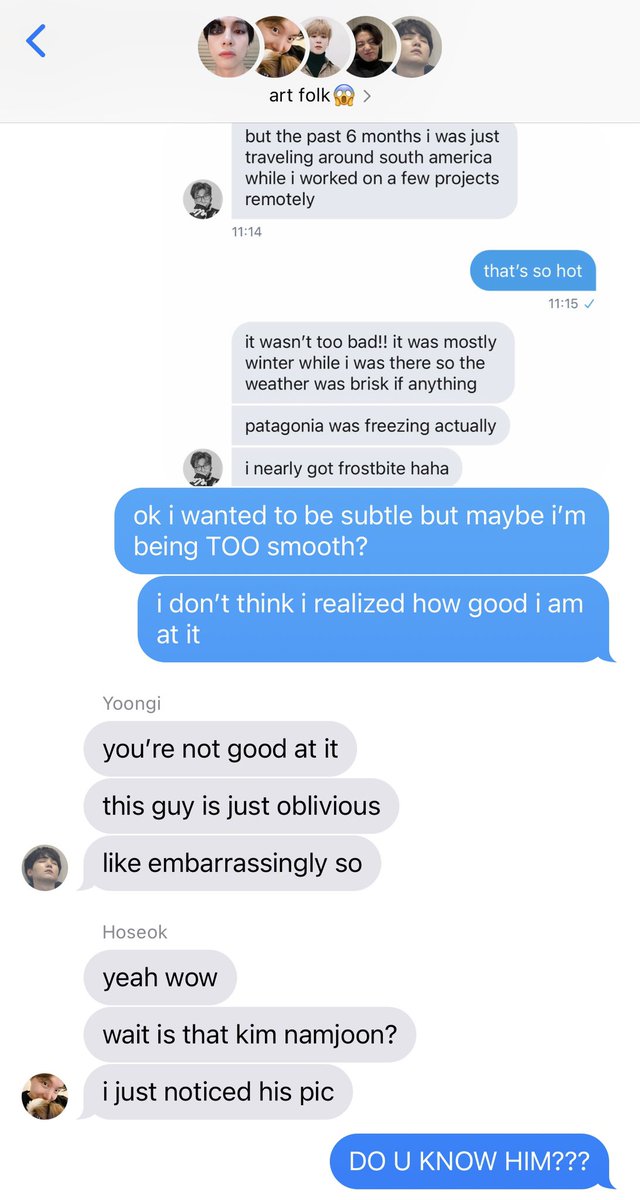 art folk😱 >
but the past 6 months i was just
traveling around south america
while i worked on a few projects
remotely
11:14
that's so hot
11:15 ✓
it wasn't too bad!! it was mostly
winter while i was there so the
weather was brisk if anything
patagonia was freezing actually
i nearly got frostbite haha
ok i wanted to be subtle but maybe i'm
being TOO smooth?
i don't think i realized how good i am
at it
Yoongi
you're not good at it
this guy is just oblivious
like embarrassingly so
Hoseok
yeah wow
wait is that kim namjoon?
i just noticed his pic
DO U KNOW HIM???